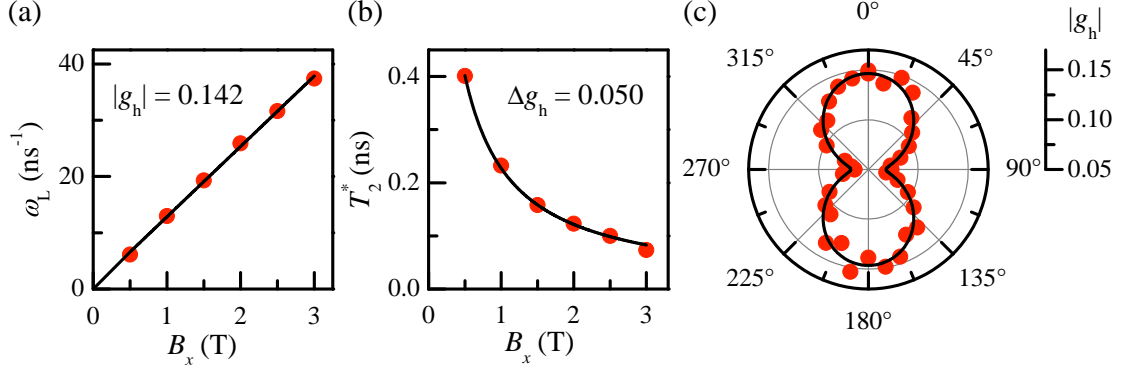 (a)
ω_L (ns⁻¹)
40
20
0
|g_h| = 0.142
0 1 2 3
B_x (T)
(b)
T_2^* (ns)
0.4
0.2
0.0
Δg_h = 0.050
0 1 2 3
B_x (T)
(c)
0°
45°
90°
135°
180°
225°
270°
315°
|g_h|
0.15
0.10
0.05